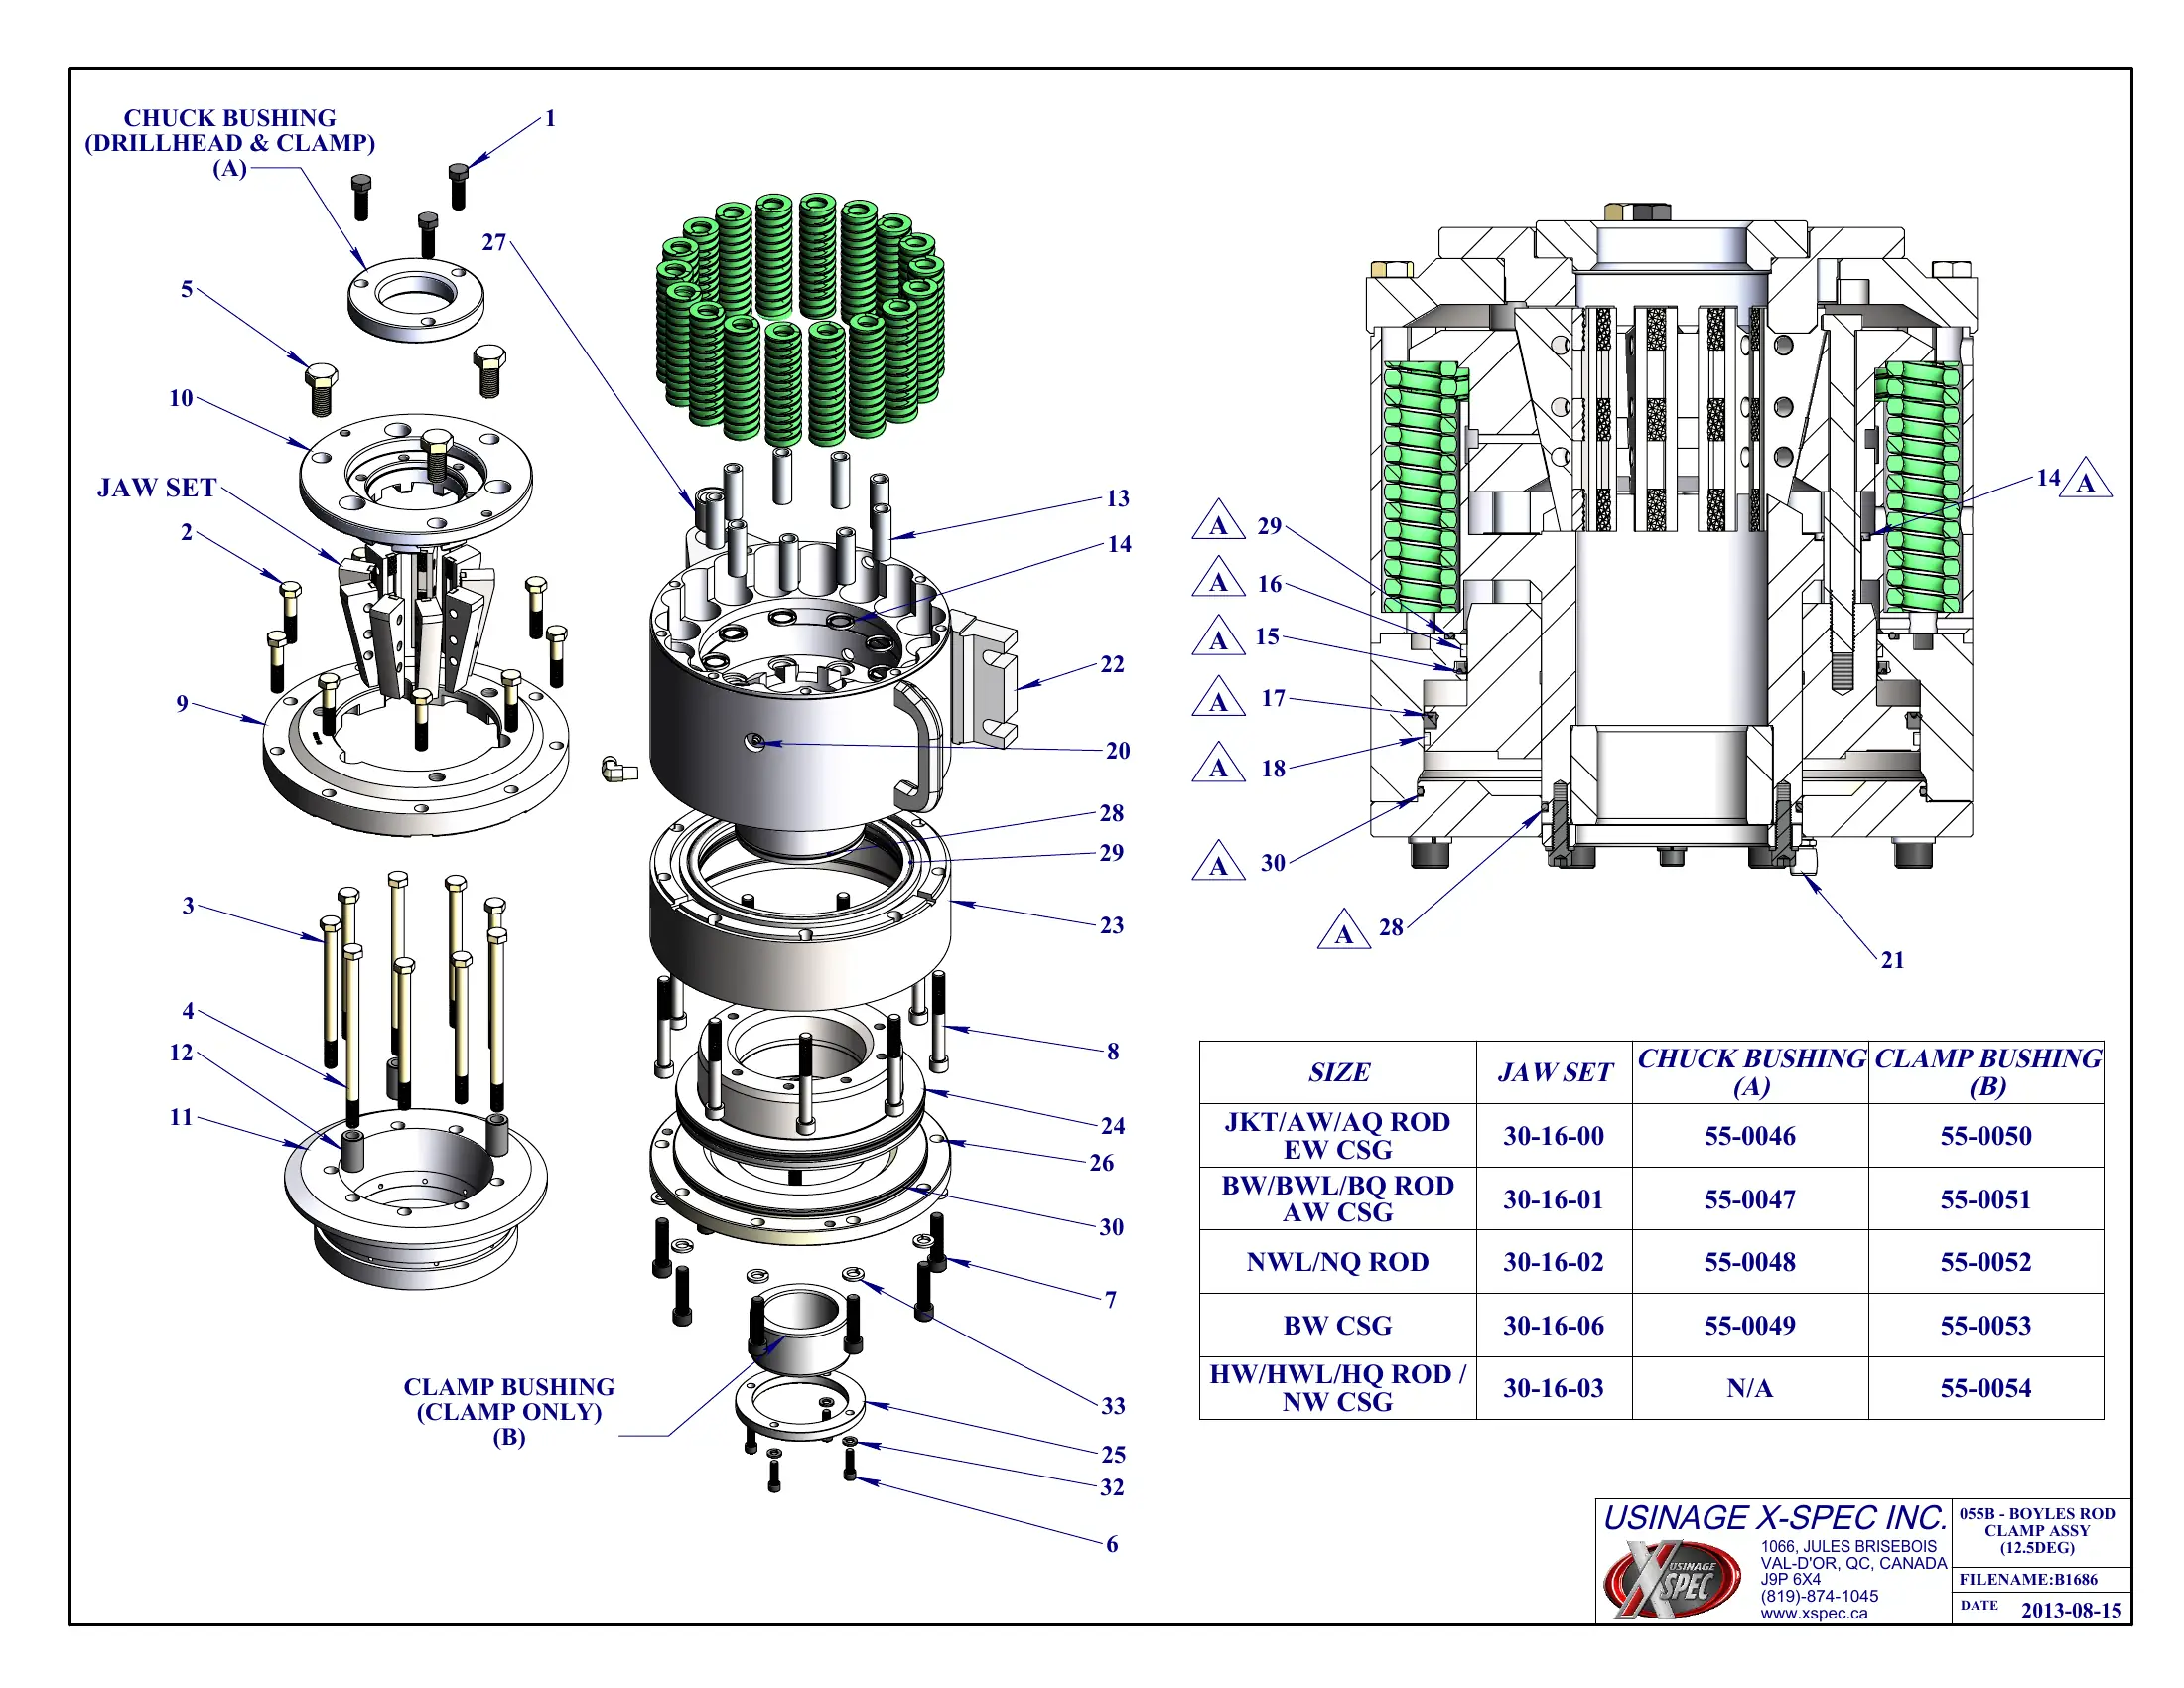 CHUCK BUSHING
(DRILLHEAD & CLAMP)
(A)
1
5
10
JAW SET
2
9
3
4
12
11
27
13
14
22
20
28
29
23
8
24
26
30
7
33
25
32
6
CLAMP BUSHING
(CLAMP ONLY)
(B)
A 29
A 16
A 15
A 17
A 18
A 30
A 28
14 A
21
SIZE JAW SET CHUCK BUSHING (A) CLAMP BUSHING (B)
JKT/AW/AQ ROD EW CSG 30-16-00 55-0046 55-0050
BW/BWL/BQ ROD AW CSG 30-16-01 55-0047 55-0051
NWL/NQ ROD 30-16-02 55-0048 55-0052
BW CSG 30-16-06 55-0049 55-0053
HW/HWL/HQ ROD / NW CSG 30-16-03 N/A 55-0054
USINAGE X-SPEC INC.
1066, JULES BRISEBOIS
VAL-D'OR, QC, CANADA
J9P 6X4
(819)-874-1045
www.xspec.ca
USINAGE
X SPEC
055B - BOYLES ROD
CLAMP ASSY
(12.5DEG)
FILENAME:B1686
DATE 2013-08-15